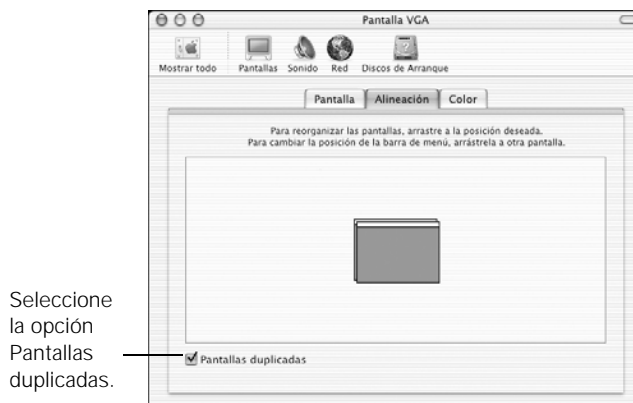 Pantalla VGA
Mostrar todo Pantallas Sonido Red Discos de Arranque
Pantalla Alineación Color
Para reorganizar las pantallas, arrastre a la posición deseada.
Para cambiar la posición de la barra de menú, arrástrela a otra pantalla.
Seleccione
la opción
Pantallas
duplicadas.
Pantallas duplicadas